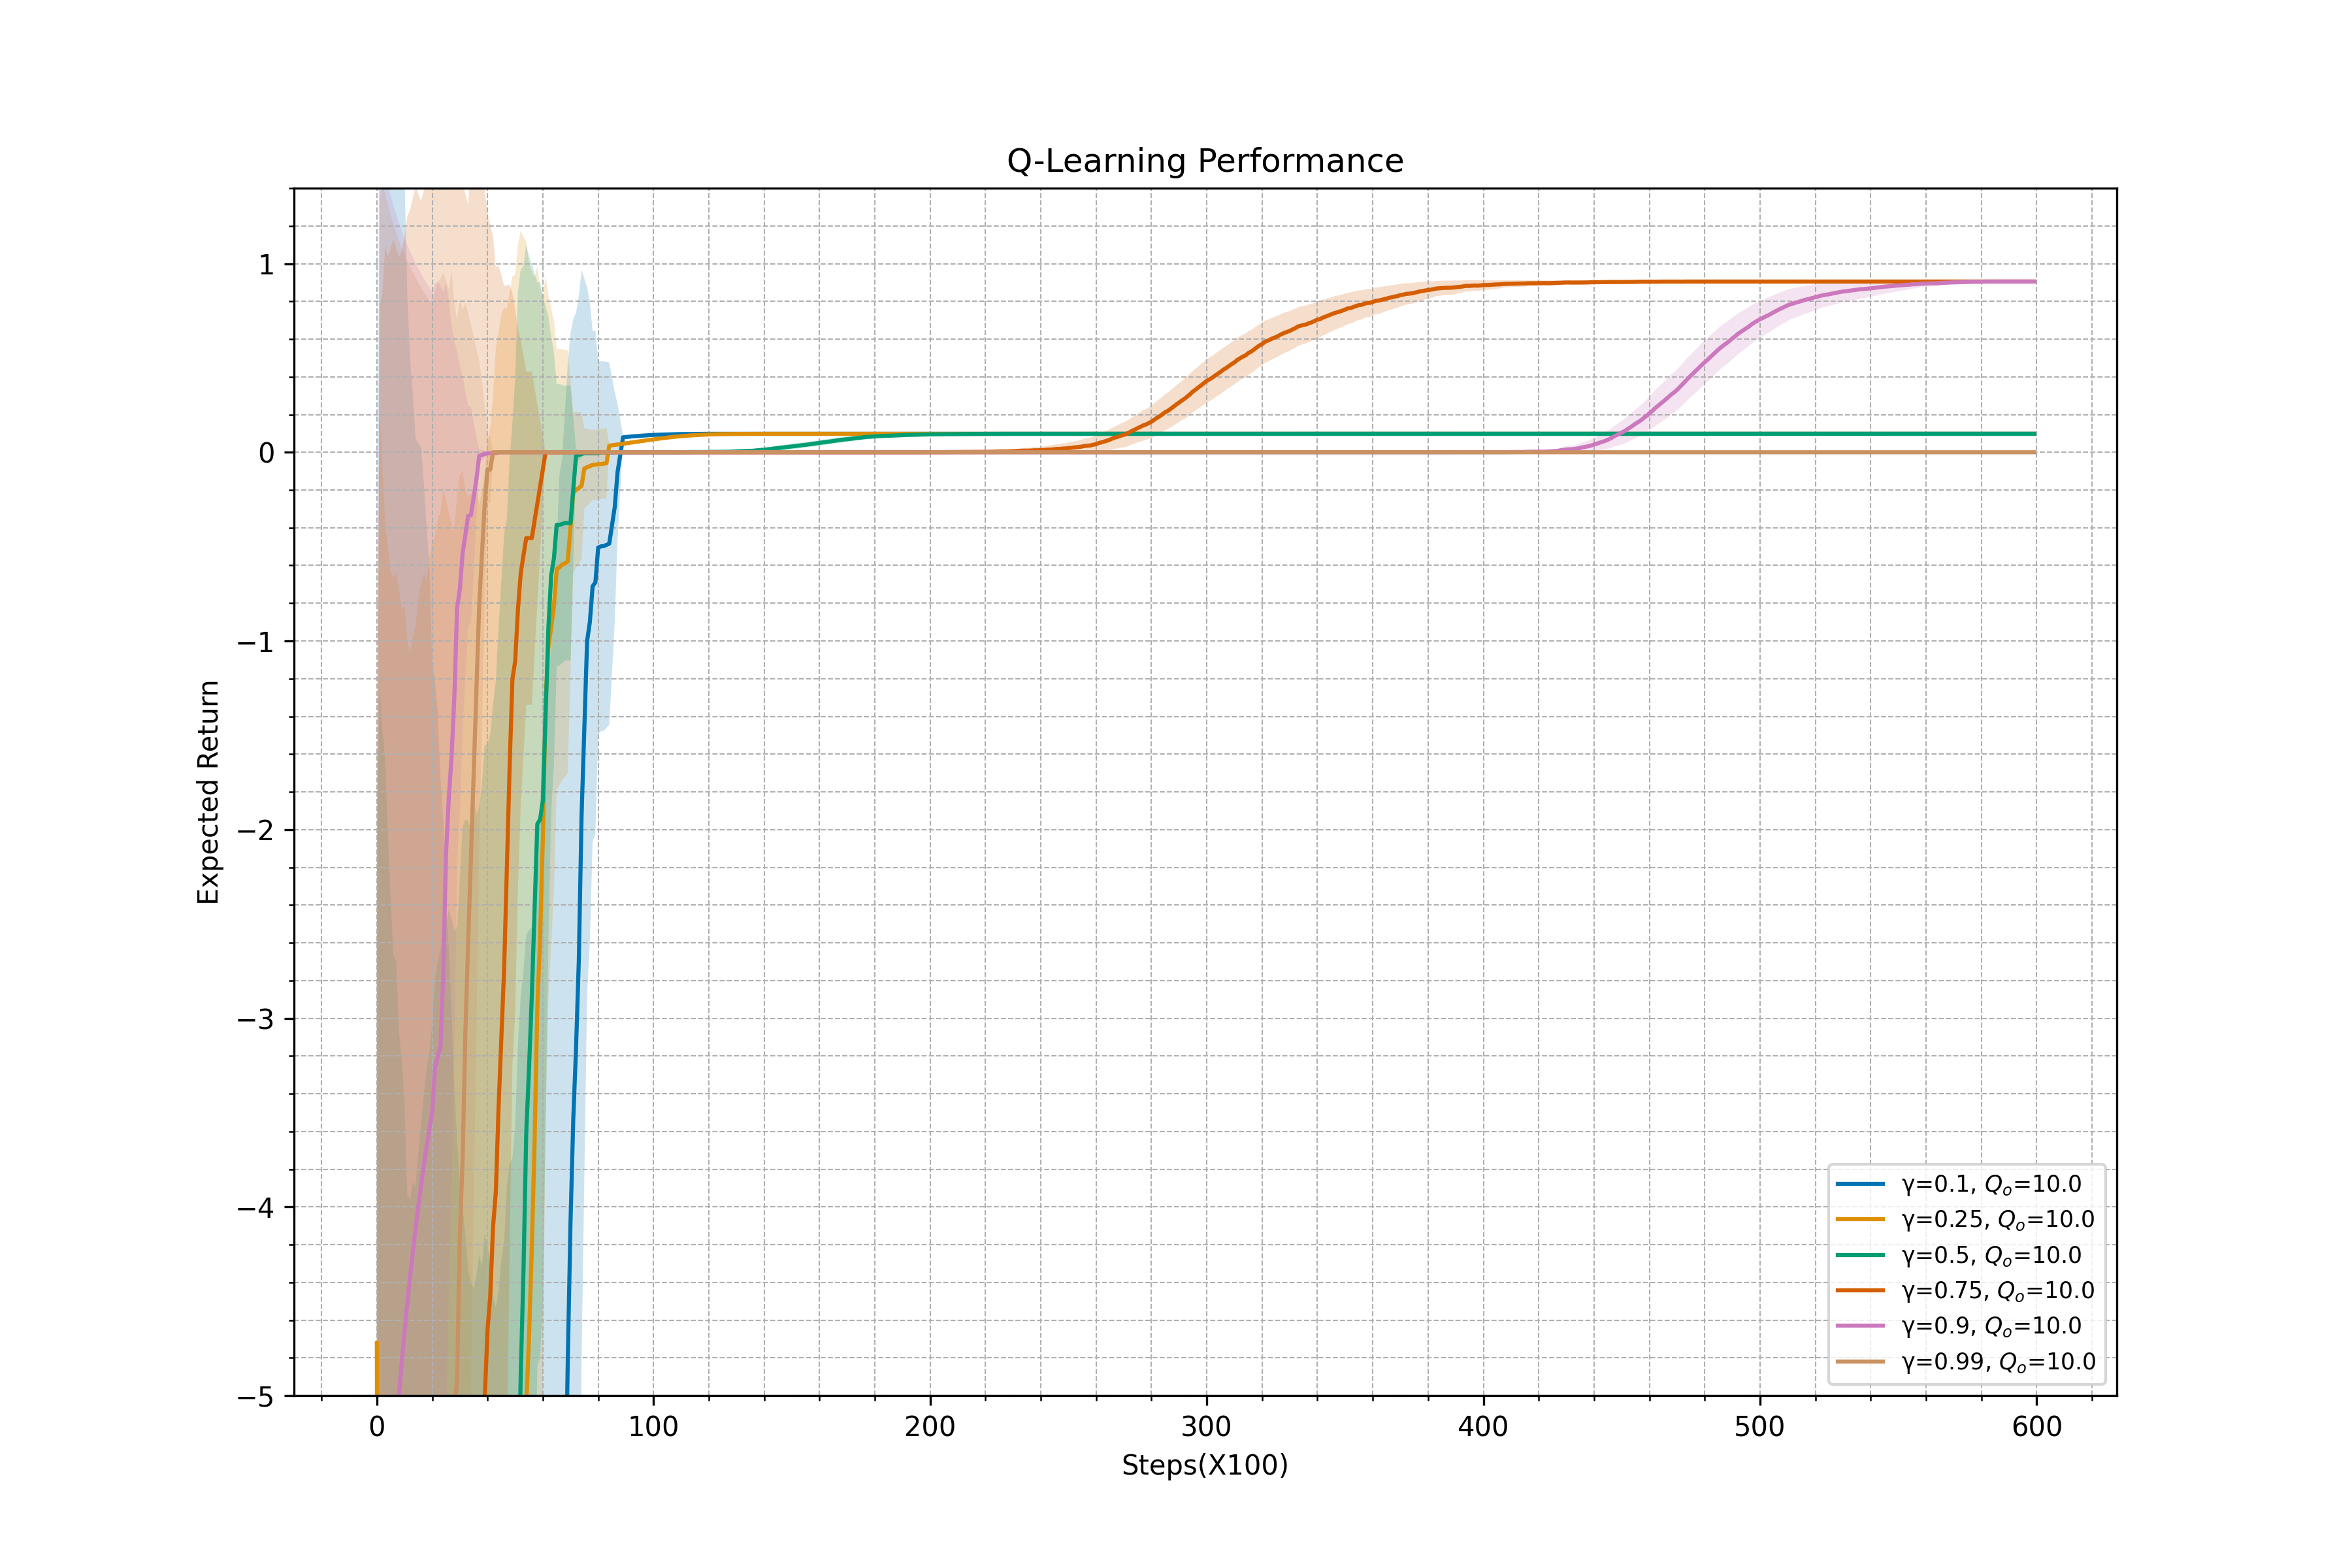 Q-Learning Performance
Expected Return
1
0
−1
−2
−3
−4
−5
0 100 200 300 400 500 600
Steps(X100)
γ=0.1, Qₒ=10.0
γ=0.25, Qₒ=10.0
γ=0.5, Qₒ=10.0
γ=0.75, Qₒ=10.0
γ=0.9, Qₒ=10.0
γ=0.99, Qₒ=10.0